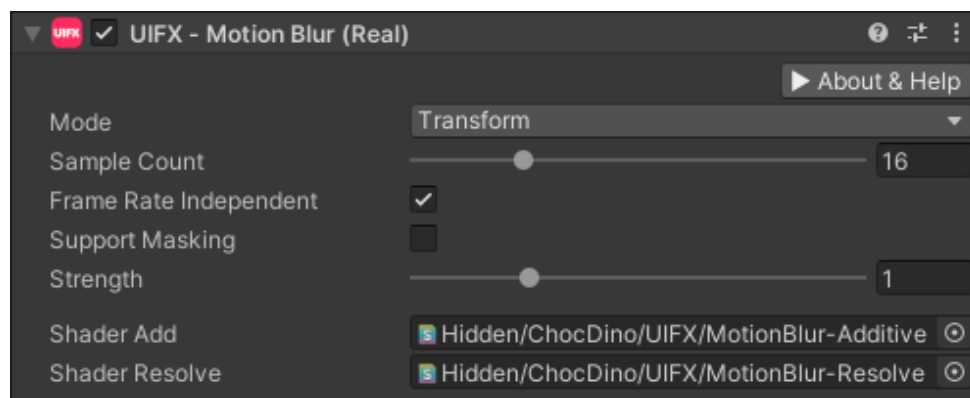 UIFX UIFX - Motion Blur (Real)
About & Help
Mode Transform
Sample Count 16
Frame Rate Independent
Support Masking
Strength 1
Shader Add Hidden/ChocDino/UIFX/MotionBlur-Additive
Shader Resolve Hidden/ChocDino/UIFX/MotionBlur-Resolve